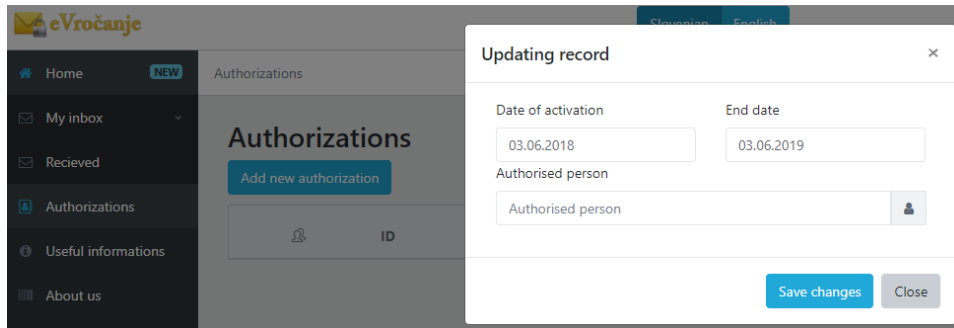 eVročanje
Slovenian English
Home NEW
My inbox
Recieved
Authorizations
Useful informations
About us
Authorizations
Authorizations
Add new authorization
ID
Updating record
×
Date of activation End date
03.06.2018 03.06.2019
Authorised person
Authorised person
Save changes Close